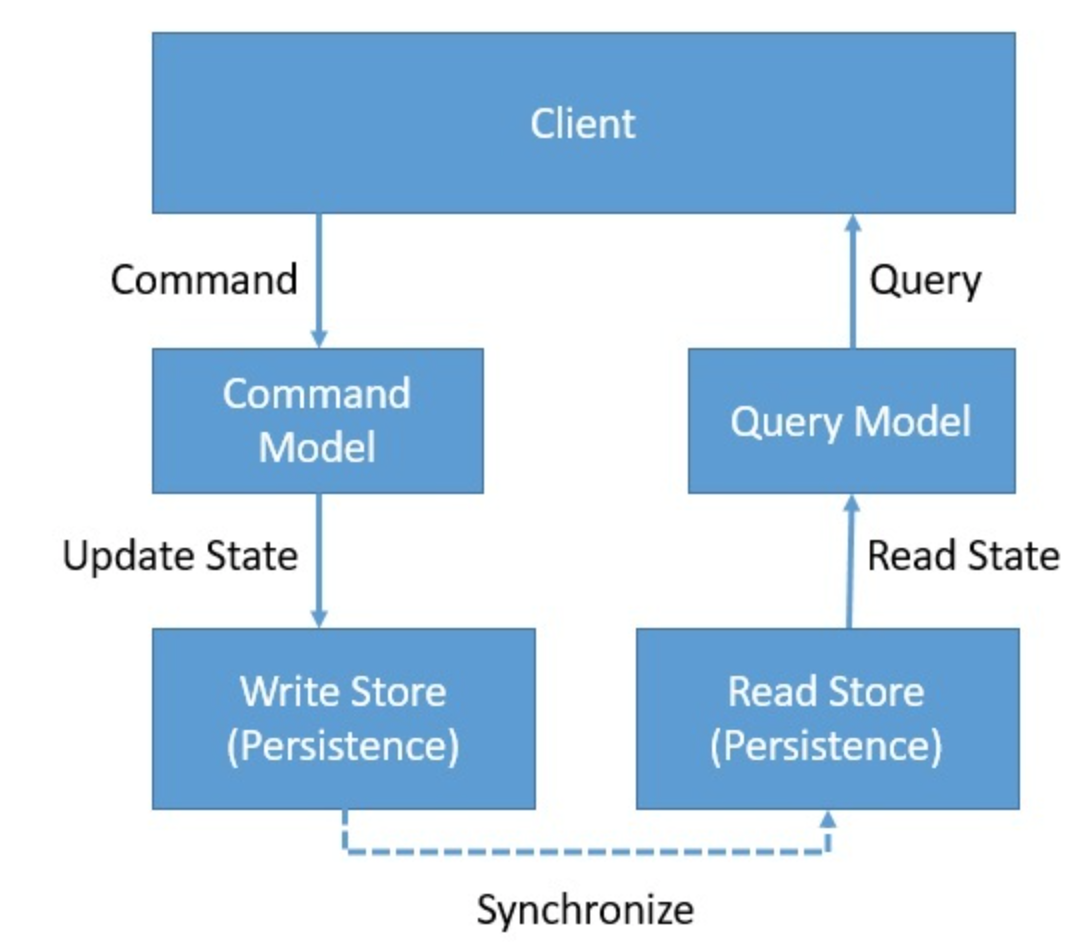 Client
Command
Query
Command
Model
Query Model
Update State
Read State
Write Store
(Persistence)
Read Store
(Persistence)
Synchronize